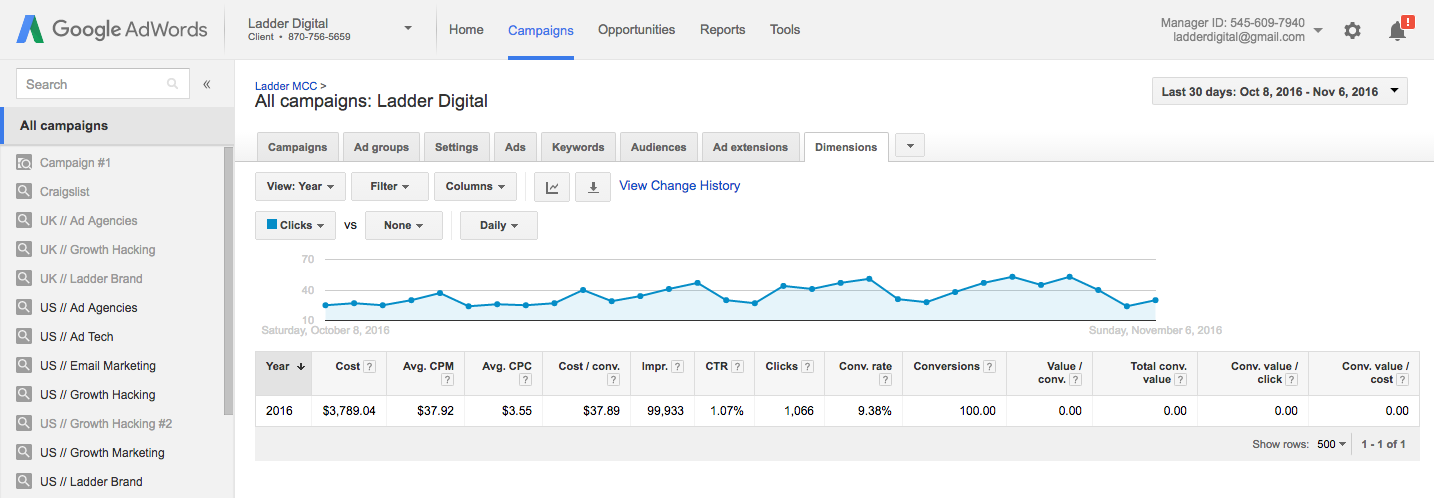 Google AdWords
Ladder Digital
Client • 870-756-5659
Home Campaigns Opportunities Reports Tools
Manager ID: 545-609-7940
ladderdigital@gmail.com
!
Search «
All campaigns
Campaign #1
Craigslist
UK // Ad Agencies
UK // Growth Hacking
UK // Ladder Brand
US // Ad Agencies
US // Ad Tech
US // Email Marketing
US // Growth Hacking
US // Growth Hacking #2
US // Growth Marketing
US // Ladder Brand
Ladder MCC >
All campaigns: Ladder Digital
Last 30 days: Oct 8, 2016 - Nov 6, 2016
Campaigns Ad groups Settings Ads Keywords Audiences Ad extensions Dimensions
View: Year Filter Columns View Change History
Clicks vs None Daily
70
40
10
Saturday, October 8, 2016 Sunday, November 6, 2016
Year Cost ? Avg. CPM ? Avg. CPC ? Cost / conv. ? Impr. ? CTR ? Clicks ? Conv. rate ? Conversions ? Value / conv. ? Total conv. value ? Conv. value / click ? Conv. value / cost ?
2016 $3,789.04 $37.92 $3.55 $37.89 99,933 1.07% 1,066 9.38% 100.00 0.00 0.00 0.00 0.00
Show rows: 500 1 - 1 of 1